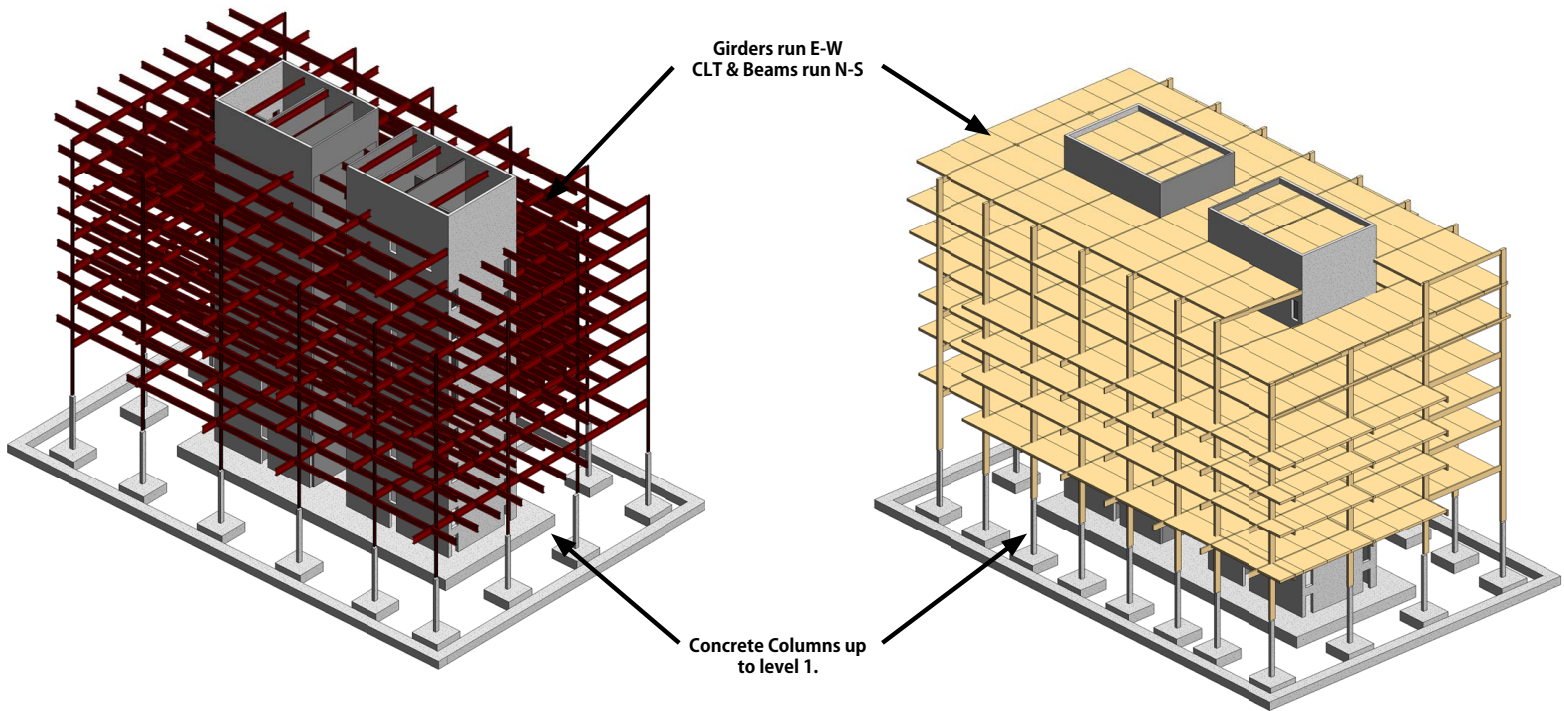 Girders run E-W
CLT & Beams run N-S
Concrete Columns up
to level 1.